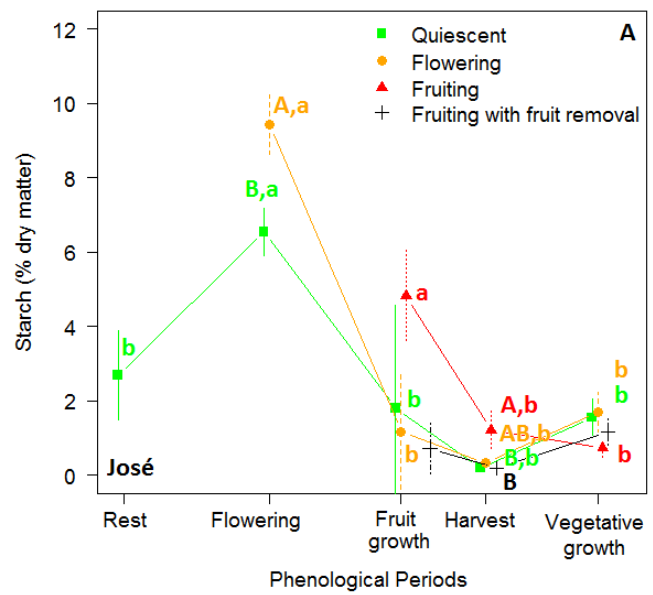 A
Quiescent
Flowering
Fruiting
Fruiting with fruit removal
12
10
8
6
4
2
0
Starch (% dry matter)
A,a
B,a
b
a
b
b
A,b
AB,b
B,b
B
b
b
b
José
Rest
Flowering
Fruit
growth
Harvest
Vegetative
growth
Phenological Periods